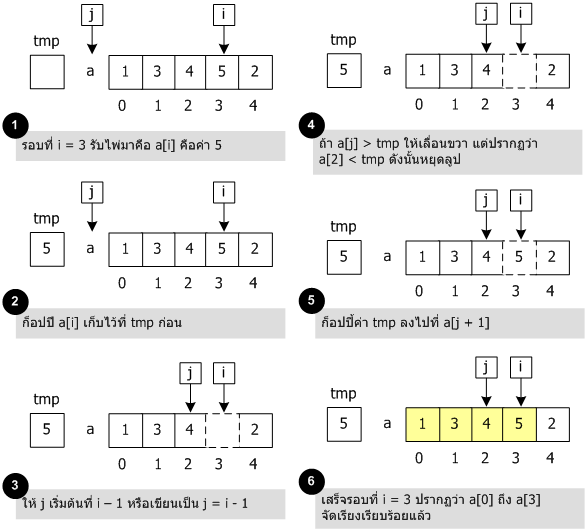 j i
tmp
a 1 3 4 5 2
0 1 2 3 4
1
รอบที่ i = 3 รับไพ่มาคือ a[i] คือค่า 5
j i
tmp
5 a 1 3 4 5 2
0 1 2 3 4
2
ก็อปปี้ a[i] เก็บไว้ที่ tmp ก่อน
j i
tmp
5 a 1 3 4 2
0 1 2 3 4
3
ให้ j เริ่มต้นที่ i – 1 หรือเขียนเป็น j = i - 1
j i
tmp
5 a 1 3 4 2
0 1 2 3 4
4
ถ้า a[j] > tmp ให้เลื่อนขวา แต่ปรากฏว่า
a[2] < tmp ดังนั้นหยุดลูป
j i
tmp
5 a 1 3 4 5 2
0 1 2 3 4
5
ก็อปปี้ค่า tmp ลงไปที่ a[j + 1]
j i
tmp
5 a 1 3 4 5 2
0 1 2 3 4
6
เสร็จรอบที่ i = 3 ปรากฏว่า a[0] ถึง a[3]
จัดเรียงเรียบร้อยแล้ว